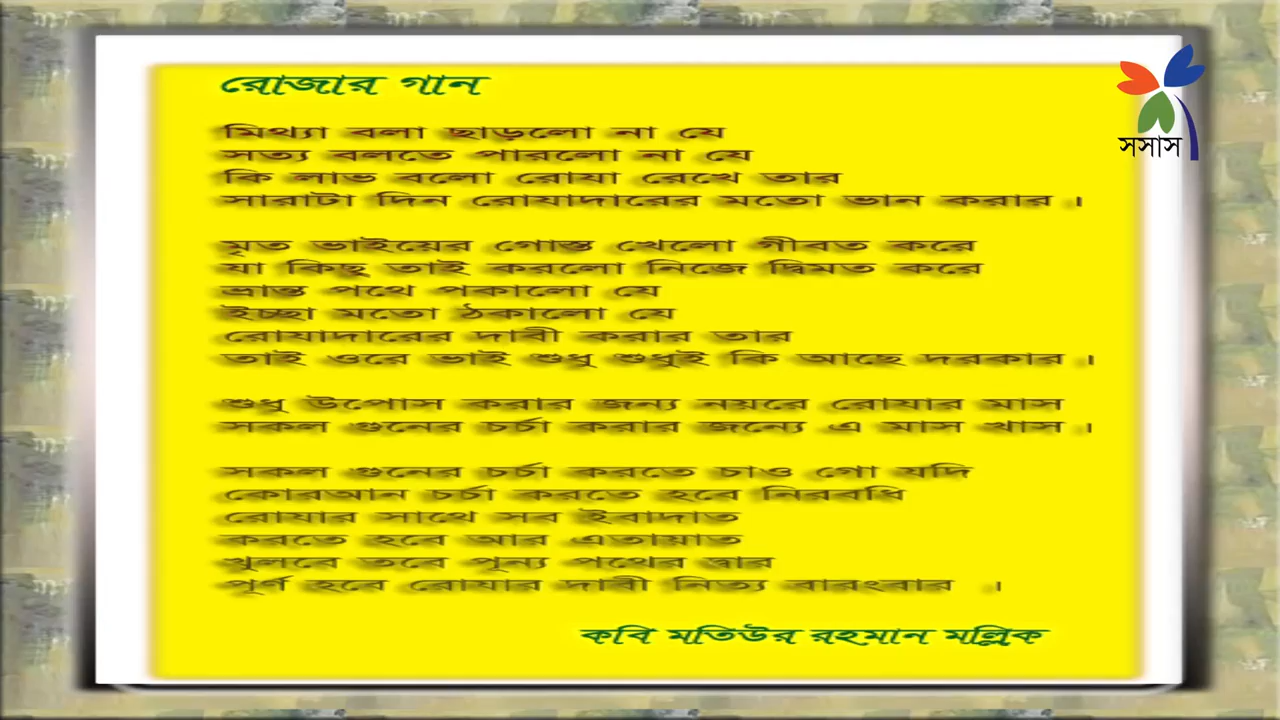 রোজার গান
সসাস
মিথ্যা বলা ছাড়লো না যে
সত্য বলতে পারলো না যে
কি লাভ বলো রোযা রেখে তার
সারাটা দিন রোযাদারের মতো ভান করার ।
মৃত ভাইয়ের গোস্ত খেলো গীবত করে
যা কিছু তাই করলো নিজে দ্বিমত করে
ভ্রান্ত পথে পকালো যে
ইচ্ছা মতো ঠকালো যে
রোযাদারের দাবী করার তার
তাই ওরে ভাই শুধু শুধুই কি আছে দরকার ।
শুধু উপোস করার জন্য নয়রে রোযার মাস
সকল গুনের চর্চা করার জন্যে এ মাস খাস ।
সকল গুনের চর্চা করতে চাও গো যদি
কোরআন চর্চা করতে হবে নিরবধি
রোযার সাথে সব ইবাদাত
করতে হবে আর এতায়াত
খুলবে তবে পূন্য পথের দ্বার
পূর্ণ হবে রোযার দাবী নিত্য বারংবার ।
কবি মতিউর রহমান মল্লিক